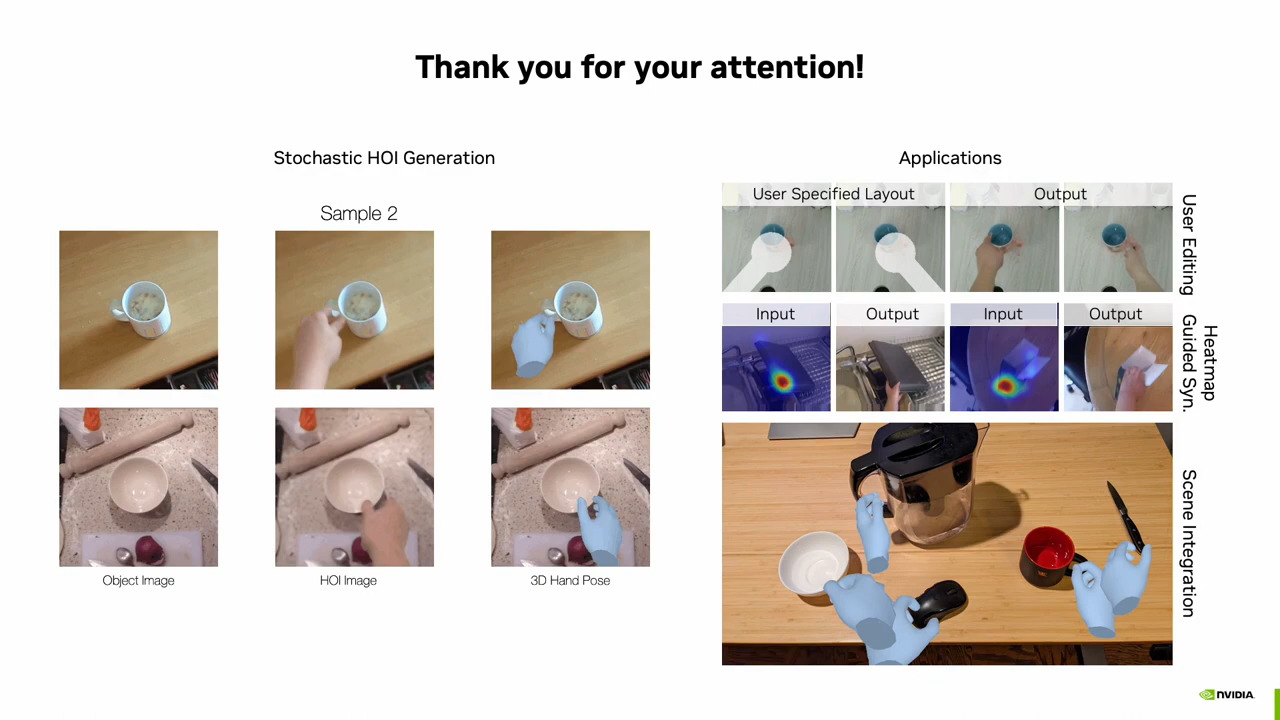 Thank you for your attention!
Stochastic HOI Generation
Sample 2
Object Image
HOI Image
3D Hand Pose
Applications
User Specified Layout
Output
User Editing
Input
Output
Input
Output
Heatmap
Guided Syn.
Scene Integration
NVIDIA